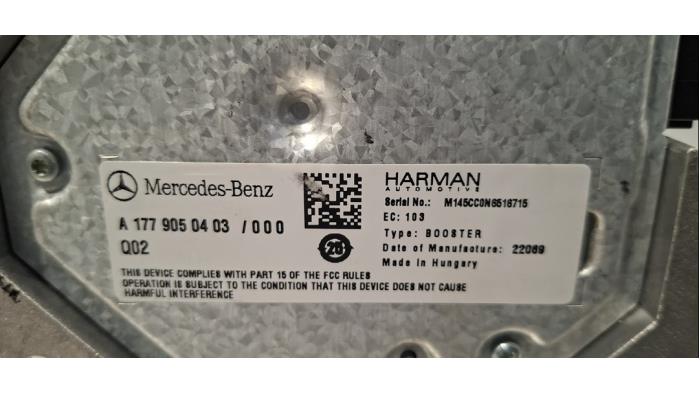 Mercedes-Benz
A 177 905 04 03 /000
Q02
HARMAN
AUTOMOTIVE
Serial No.: M145CC0N6516715
EC: 103
Type: BOOSTER
Date of Manufacture: 22069
Made in Hungary
THIS DEVICE COMPLIES WITH PART 15 OF THE FCC RULES
OPERATION IS SUBJECT TO THE CONDITION THAT THIS DEVICE DOES NOT CAUSE
HARMFUL INTERFERENCE